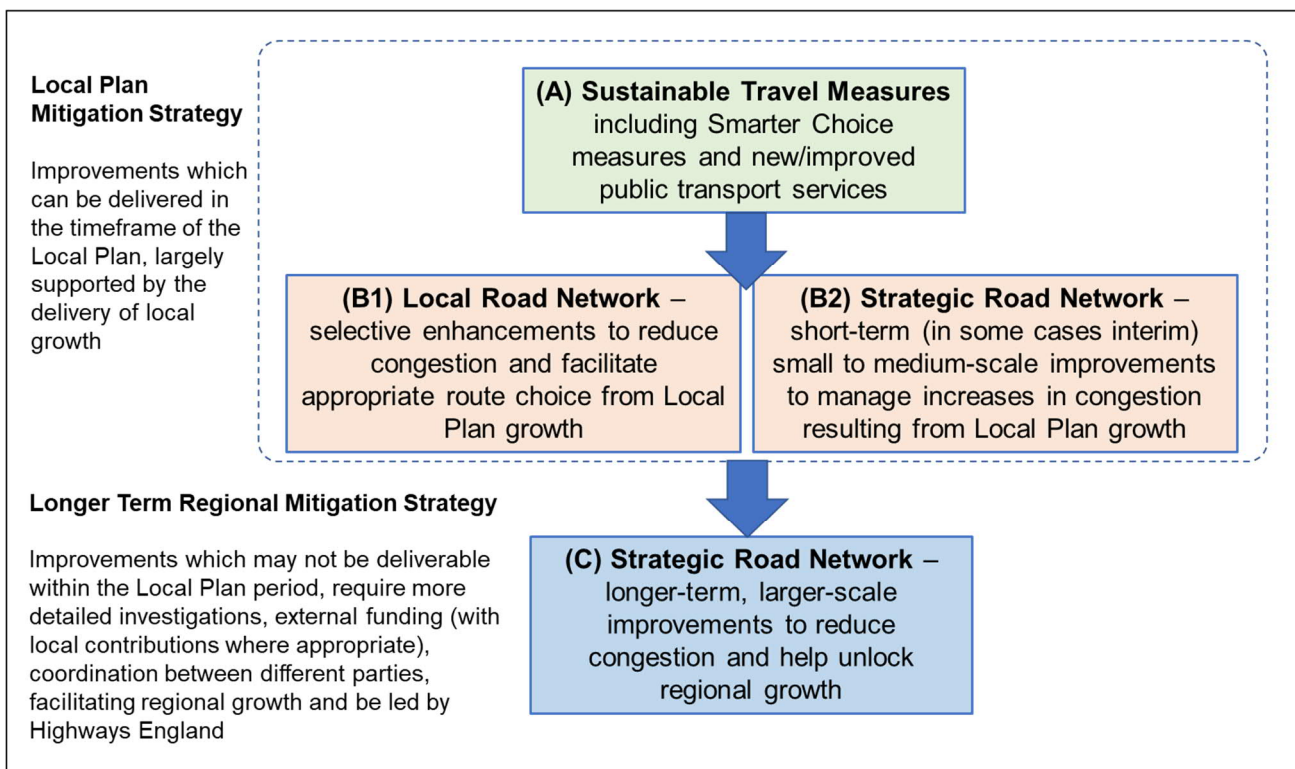 Local Plan
Mitigation Strategy
Improvements which
can be delivered in
the timeframe of the
Local Plan, largely
supported by the
delivery of local
growth
(A) Sustainable Travel Measures
including Smarter Choice
measures and new/improved
public transport services
(B1) Local Road Network –
selective enhancements to reduce
congestion and facilitate
appropriate route choice from Local
Plan growth
(B2) Strategic Road Network –
short-term (in some cases interim)
small to medium-scale improvements
to manage increases in congestion
resulting from Local Plan growth
Longer Term Regional Mitigation Strategy
Improvements which may not be deliverable
within the Local Plan period, require more
detailed investigations, external funding (with
local contributions where appropriate),
coordination between different parties,
facilitating regional growth and be led by
Highways England
(C) Strategic Road Network –
longer-term, larger-scale
improvements to reduce
congestion and help unlock
regional growth